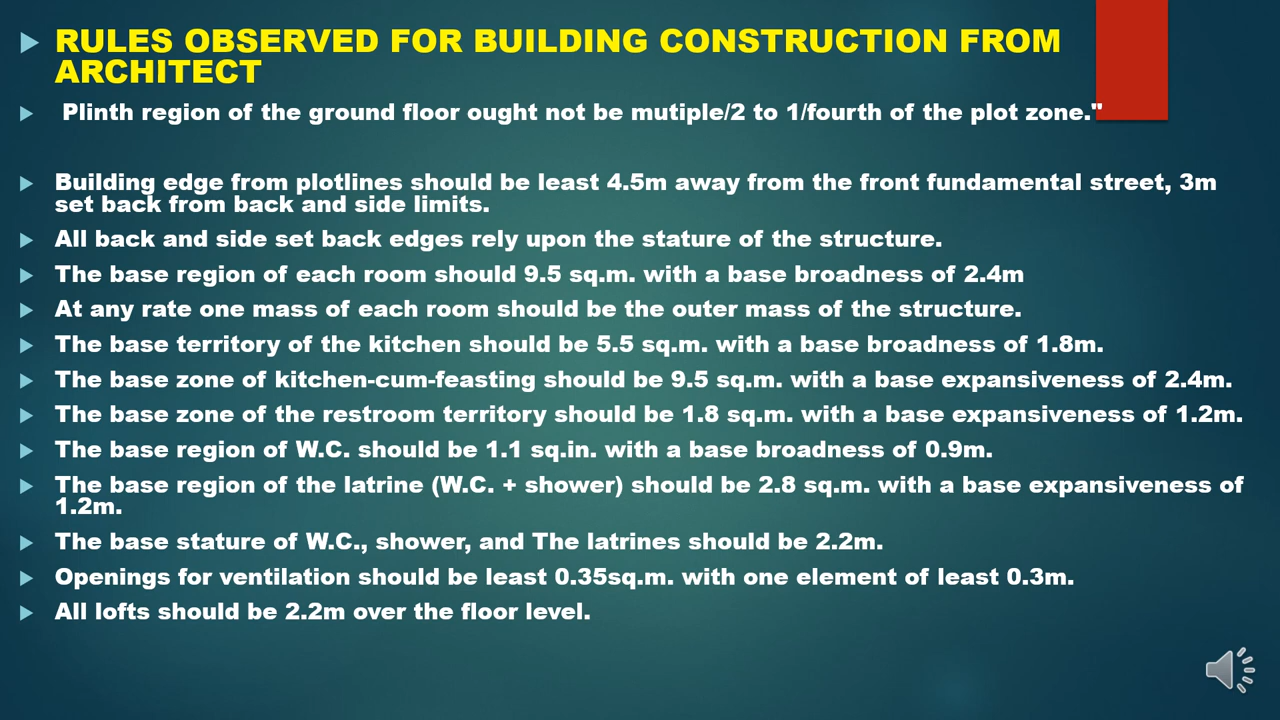 RULES OBSERVED FOR BUILDING CONSTRUCTION FROM
ARCHITECT
Plinth region of the ground floor ought not be mutiple/2 to 1/fourth of the plot zone."
Building edge from plotlines should be least 4.5m away from the front fundamental street, 3m
set back from back and side limits.
All back and side set back edges rely upon the stature of the structure.
The base region of each room should 9.5 sq.m. with a base broadness of 2.4m
At any rate one mass of each room should be the outer mass of the structure.
The base territory of the kitchen should be 5.5 sq.m. with a base broadness of 1.8m.
The base zone of kitchen-cum-feasting should be 9.5 sq.m. with a base expansiveness of 2.4m.
The base zone of the restroom territory should be 1.8 sq.m. with a base expansiveness of 1.2m.
The base region of W.C. should be 1.1 sq.in. with a base broadness of 0.9m.
The base region of the latrine (W.C. + shower) should be 2.8 sq.m. with a base expansiveness of
1.2m.
The base stature of W.C., shower, and The latrines should be 2.2m.
Openings for ventilation should be least 0.35sq.m. with one element of least 0.3m.
All lofts should be 2.2m over the floor level.